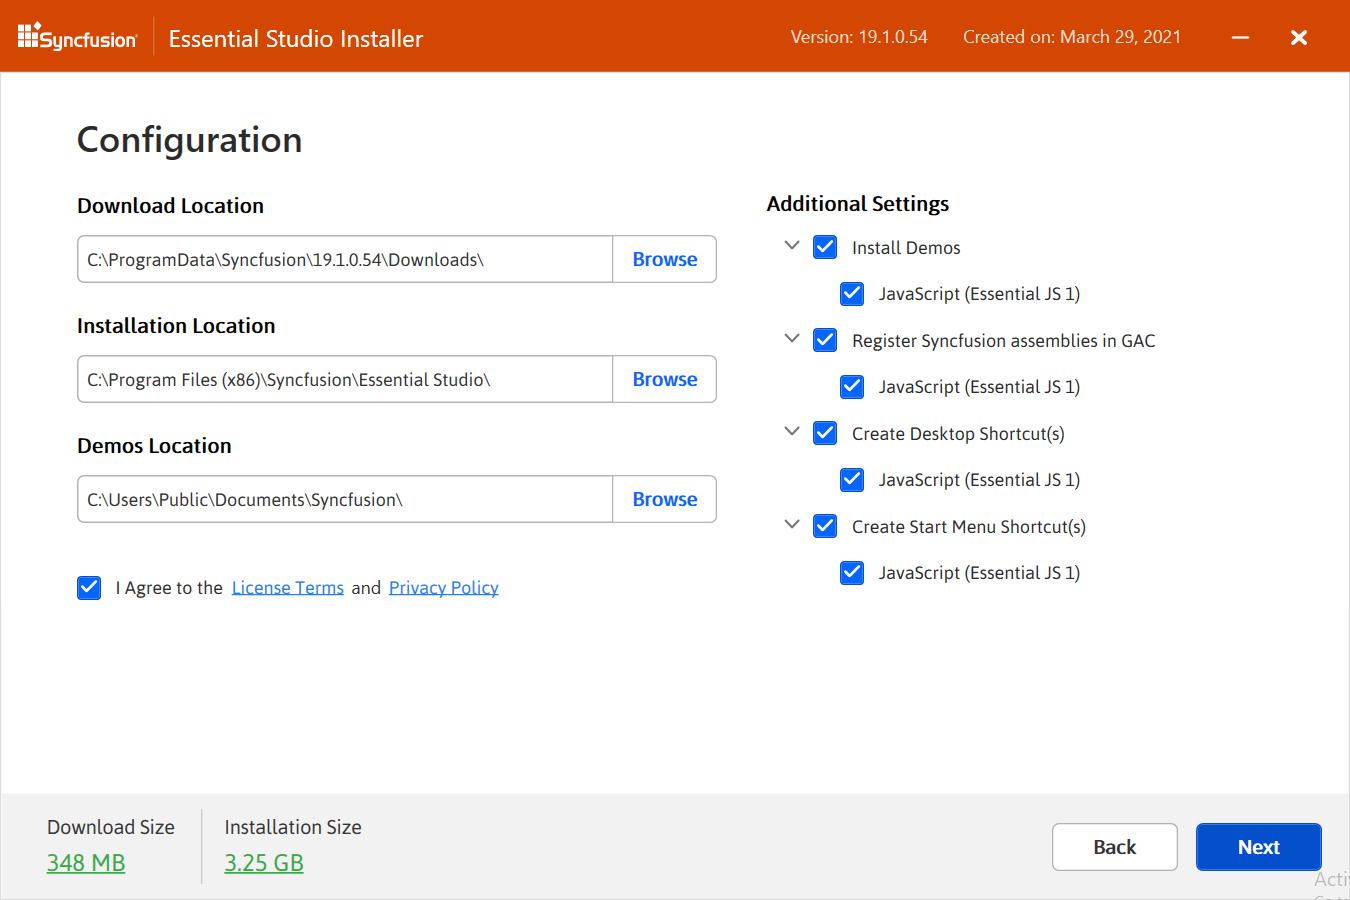 Syncfusion Essential Studio Installer Version: 19.1.0.54 Created on: March 29, 2021
Configuration
Download Location
C:\ProgramData\Syncfusion\19.1.0.54\Downloads\ Browse
Installation Location
C:\Program Files (x86)\Syncfusion\Essential Studio\ Browse
Demos Location
C:\Users\Public\Documents\Syncfusion\ Browse
I Agree to the License Terms and Privacy Policy
Additional Settings
Install Demos
JavaScript (Essential JS 1)
Register Syncfusion assemblies in GAC
JavaScript (Essential JS 1)
Create Desktop Shortcut(s)
JavaScript (Essential JS 1)
Create Start Menu Shortcut(s)
JavaScript (Essential JS 1)
Download Size
348 MB
Installation Size
3.25 GB
Back Next
Acti